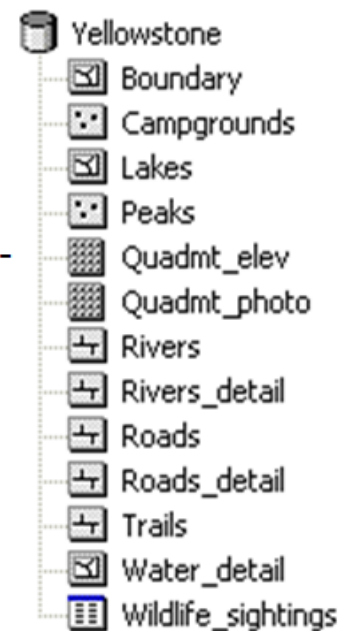 Yellowstone
Boundary
Campgrounds
Lakes
Peaks
Quadmt_elev
Quadmt_photo
Rivers
Rivers_detail
Roads
Roads_detail
Trails
Water_detail
Wildlife_sightings